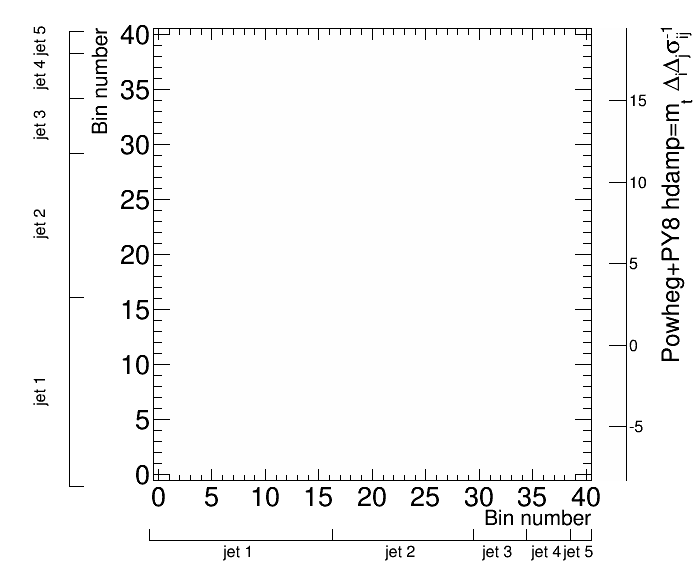 jet 5
jet 4
jet 3
jet 2
jet 1
Bin number
40
35
30
25
20
15
10
5
0
0 5 10 15 20 25 30 35 40
Bin number
jet 1 jet 2 jet 3 jet 4 jet 5
15
10
5
0
-5
Powheg+PY8 hdamp=m_t Δ_iΔ_jσ_ij^-1